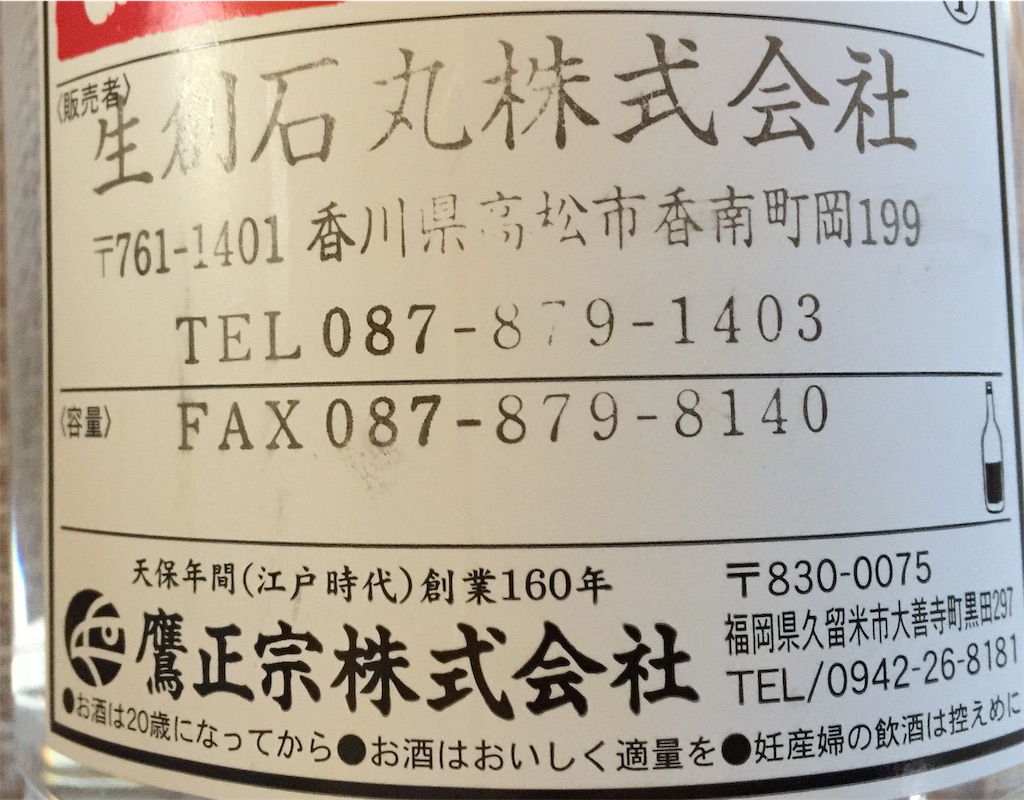 〈販売者〉
生創石丸株式会社
〒761-1401 香川県高松市香南町岡199
TEL 087-879-1403
〈容量〉
FAX 087-879-8140
天保年間(江戸時代)創業160年
鷹正宗株式会社
〒830-0075
福岡県久留米市大善寺町黒田297
TEL/0942-26-8181
●お酒は20歳になってから●お酒はおいしく適量を●妊産婦の飲酒は控えめに